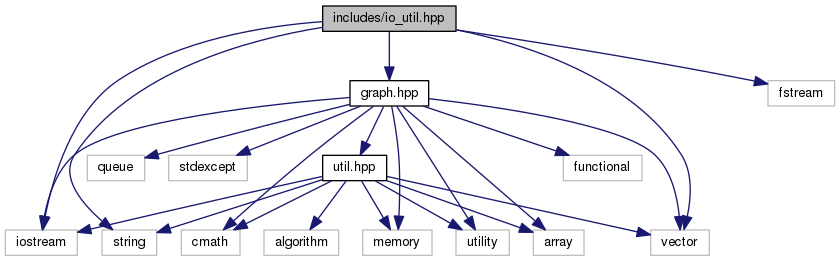 includes/io_util.hpp
graph.hpp
fstream
queue
stdexcept
util.hpp
functional
iostream
string
cmath
algorithm
memory
utility
array
vector